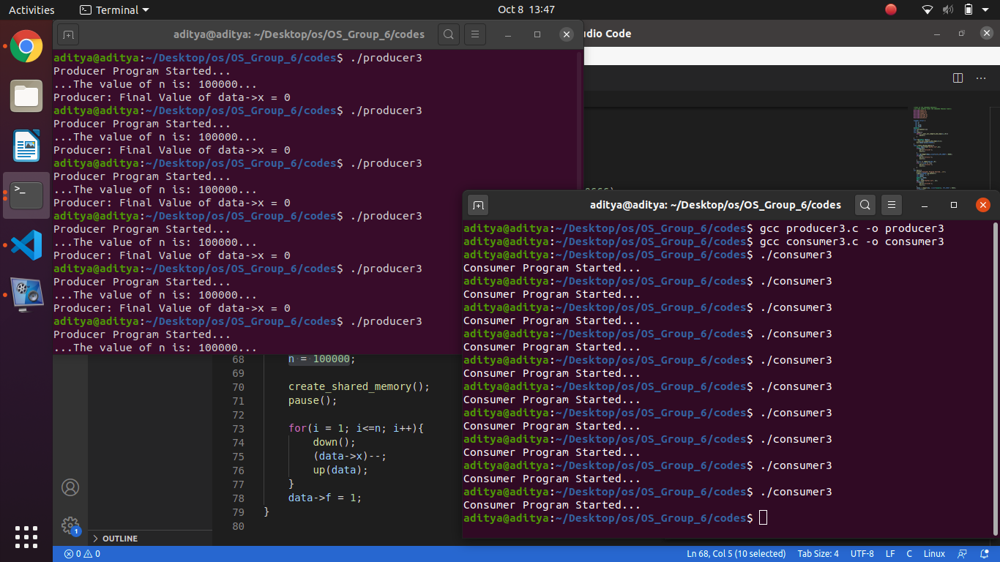 Activities
Terminal
Oct 8 13:47
aditya@aditya: ~/Desktop/os/OS_Group_6/codes
dio Code
aditya@aditya:~/Desktop/os/OS_Group_6/codes$ ./producer3
Producer Program Started...
...The value of n is: 100000...
Producer: Final Value of data->x = 0
aditya@aditya:~/Desktop/os/OS_Group_6/codes$ ./producer3
Producer Program Started...
...The value of n is: 100000...
Producer: Final Value of data->x = 0
aditya@aditya:~/Desktop/os/OS_Group_6/codes$ ./producer3
Producer Program Started...
...The value of n is: 100000...
Producer: Final Value of data->x = 0
aditya@aditya:~/Desktop/os/OS_Group_6/codes$ ./producer3
Producer Program Started...
...The value of n is: 100000...
Producer: Final Value of data->x = 0
aditya@aditya:~/Desktop/os/OS_Group_6/codes$ ./producer3
Producer Program Started...
...The value of n is: 100000...
Producer: Final Value of data->x = 0
aditya@aditya:~/Desktop/os/OS_Group_6/codes$ ./producer3
Producer Program Started...
...The value of n is: 100000...
aditya@aditya: ~/Desktop/os/OS_Group_6/codes
aditya@aditya:~/Desktop/os/OS_Group_6/codes$ gcc producer3.c -o producer3
aditya@aditya:~/Desktop/os/OS_Group_6/codes$ gcc consumer3.c -o consumer3
aditya@aditya:~/Desktop/os/OS_Group_6/codes$ ./consumer3
Consumer Program Started...
aditya@aditya:~/Desktop/os/OS_Group_6/codes$ ./consumer3
Consumer Program Started...
aditya@aditya:~/Desktop/os/OS_Group_6/codes$ ./consumer3
Consumer Program Started...
aditya@aditya:~/Desktop/os/OS_Group_6/codes$ ./consumer3
Consumer Program Started...
aditya@aditya:~/Desktop/os/OS_Group_6/codes$ ./consumer3
Consumer Program Started...
aditya@aditya:~/Desktop/os/OS_Group_6/codes$ ./consumer3
Consumer Program Started...
aditya@aditya:~/Desktop/os/OS_Group_6/codes$ ./consumer3
Consumer Program Started...
aditya@aditya:~/Desktop/os/OS_Group_6/codes$ ./consumer3
Consumer Program Started...
aditya@aditya:~/Desktop/os/OS_Group_6/codes$ ./consumer3
Consumer Program Started...
aditya@aditya:~/Desktop/os/OS_Group_6/codes$ ./consumer3
Consumer Program Started...
aditya@aditya:~/Desktop/os/OS_Group_6/codes$
68 n = 100000;
69
70 create_shared_memory();
71 pause();
72
73 for(i = 1; i<=n; i++){
74 down();
75 (data->x)--;
76 up(data);
77 }
78 data->f = 1;
79 }
80
1
OUTLINE
0 0
Ln 68, Col 5 (10 selected) Tab Size: 4 UTF-8 LF C Linux